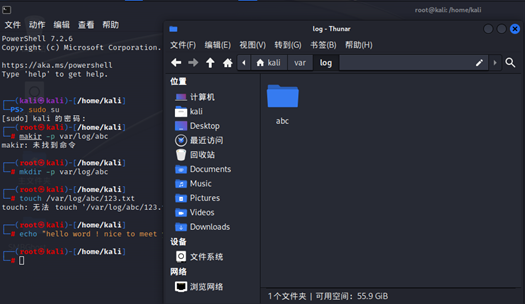 root@kali: /home/kali
文件 动作 编辑 查看 帮助
PowerShell 7.2.6
Copyright (c) Microsoft Corporation.
https://aka.ms/powershell
Type 'help' to get help.
┌──(kali㉿kali)-[/home/kali]
└─PS> sudo su
[sudo] kali 的密码：
┌──(root㉿kali)-[/home/kali]
└─# makir -p var/log/abc
makir: 未找到命令
┌──(root㉿kali)-[/home/kali]
└─# mkdir -p var/log/abc
┌──(root㉿kali)-[/home/kali]
└─# touch /var/log/abc/123.txt
touch: 无法 touch '/var/log/abc/123.
┌──(root㉿kali)-[/home/kali]
└─# echo "hello word ! nice to meet
┌──(root㉿kali)-[/home/kali]
└─#
log - Thunar
文件(F) 编辑(E) 视图(V) 转到(G) 书签(B) 帮助(H)
kali var log
位置
计算机
kali
Desktop
最近访问
回收站
Documents
Music
Pictures
Videos
Downloads
设备
文件系统
网络
浏览网络
abc
1 个文件夹 | 可用空间：55.9 GiB